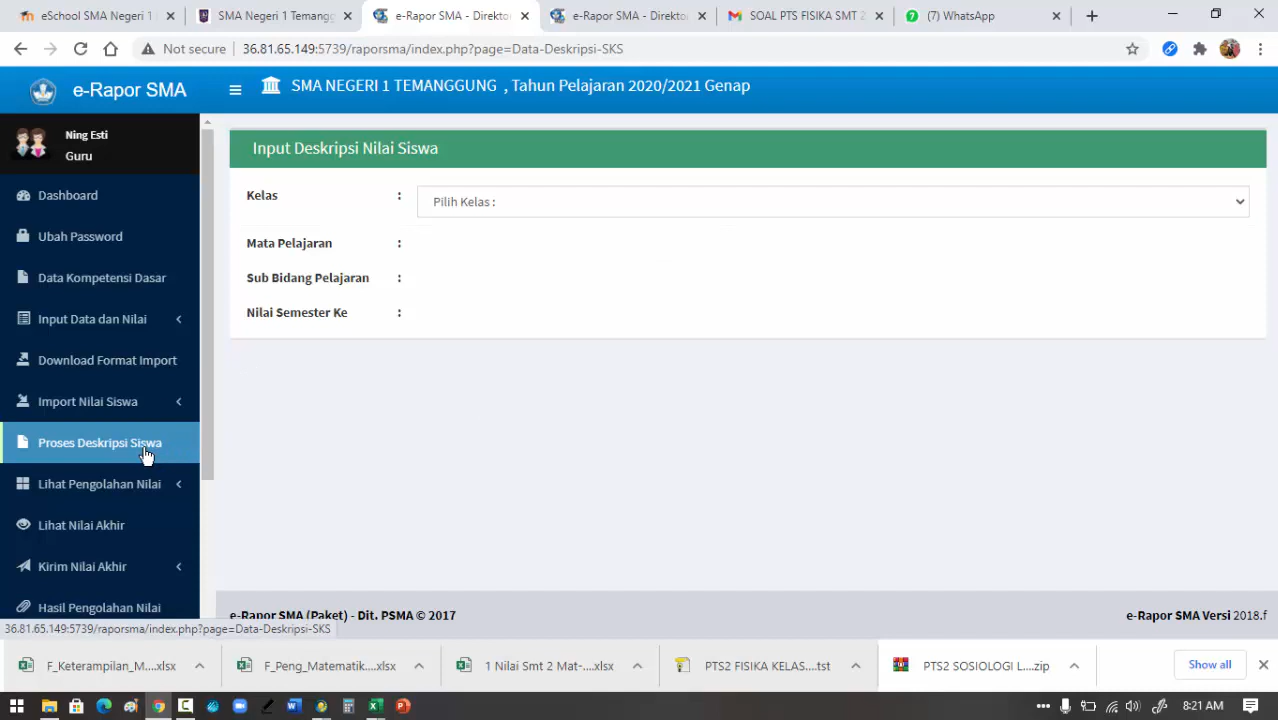 eSchool SMA Negeri 1
SMA Negeri 1 Temangg
e-Rapor SMA - Direktor
e-Rapor SMA - Direkto
SOAL PTS FISIKA SMT 2
(7) WhatsApp
Not secure
36.81.65.149:5739/raporsma/index.php?page=Data-Deskripsi-SKS
e-Rapor SMA
SMA NEGERI 1 TEMANGGUNG , Tahun Pelajaran 2020/2021 Genap
Ning Esti
Guru
Dashboard
Ubah Password
Data Kompetensi Dasar
Input Data dan Nilai
Download Format Import
Import Nilai Siswa
Proses Deskripsi Siswa
Lihat Pengolahan Nilai
Lihat Nilai Akhir
Kirim Nilai Akhir
Hasil Pengolahan Nilai
Input Deskripsi Nilai Siswa
Kelas :
Pilih Kelas :
Mata Pelajaran :
Sub Bidang Pelajaran :
Nilai Semester Ke :
e-Rapor SMA (Paket) - Dit. PSMA © 2017
e-Rapor SMA Versi 2018.f
36.81.65.149:5739/raporsma/index.php?page=Data-Deskripsi-SKS
F_Keterampilan_M....xlsx
F_Peng_Matematik....xlsx
1 Nilai Smt 2 Mat-....xlsx
PTS2 FISIKA KELAS....tst
PTS2 SOSIOLOGI L....zip
Show all
8:21 AM